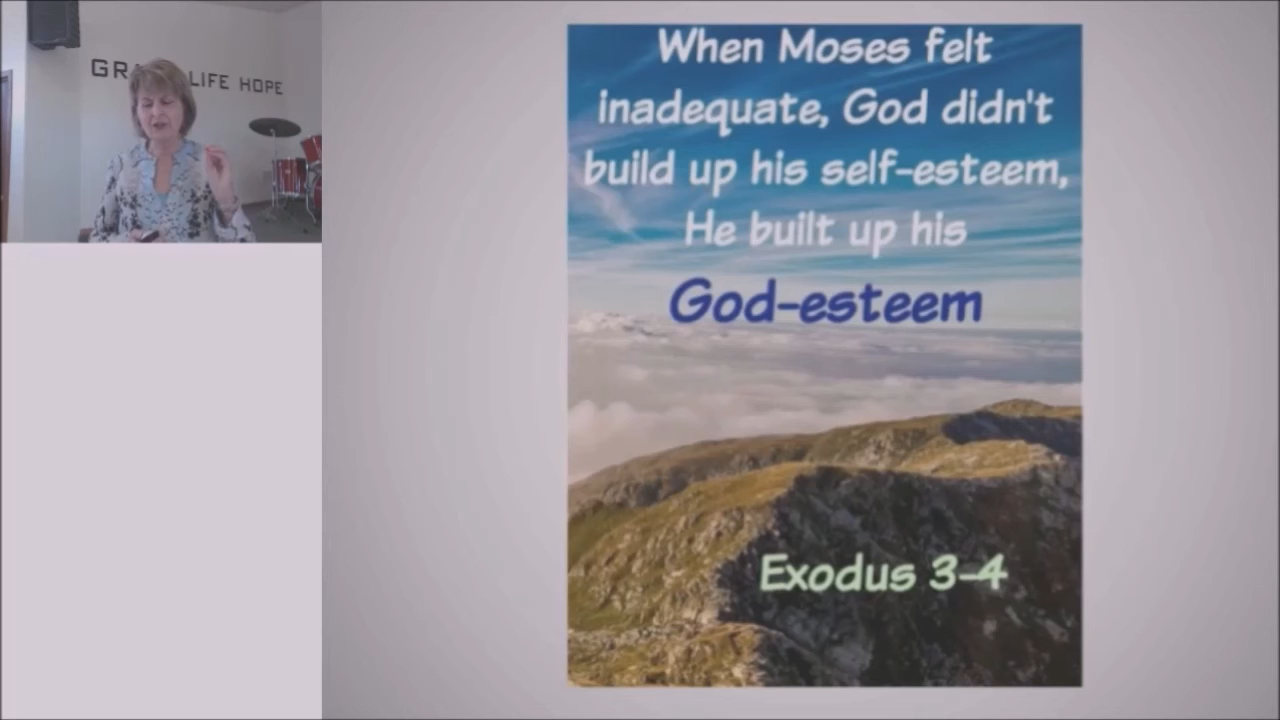 GRA LIFE HOPE
When Moses felt
inadequate, God didn't
build up his self-esteem,
He built up his
God-esteem
Exodus 3-4